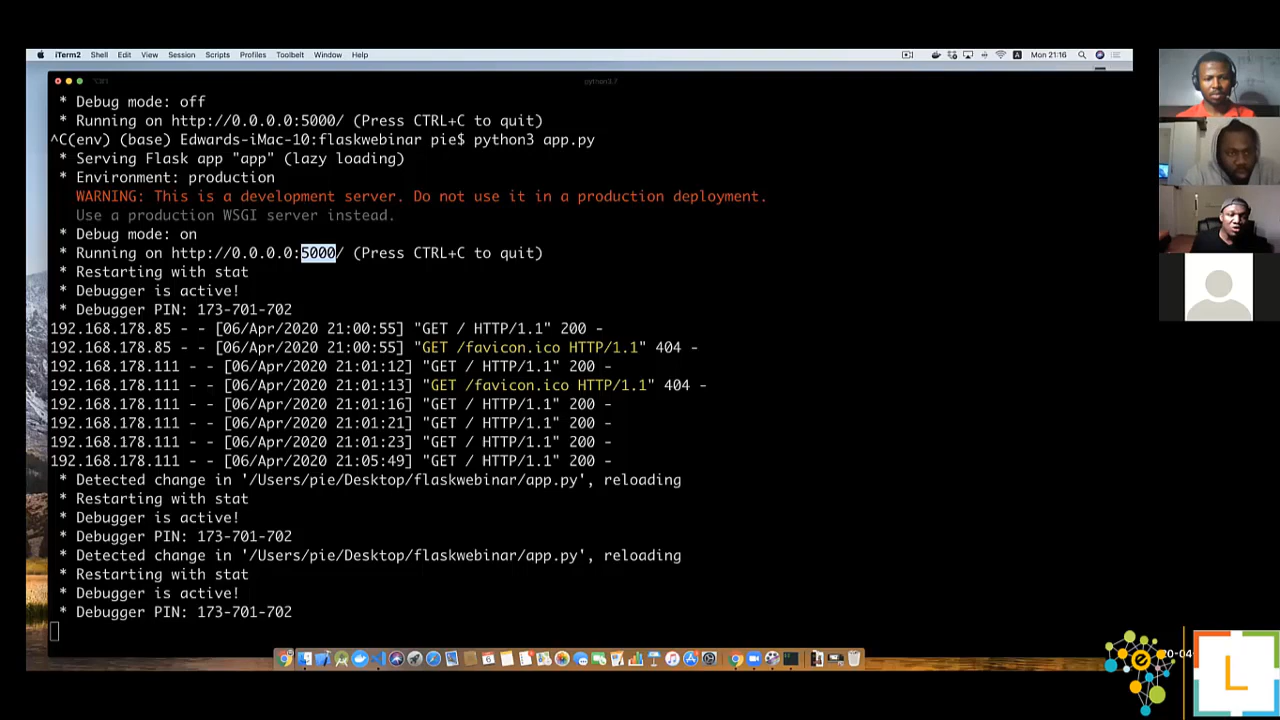 iTerm2 Shell Edit View Session Scripts Profiles Toolbelt Window Help
A Mon 21:16
python3.7
* Debug mode: off
* Running on http://0.0.0.0:5000/ (Press CTRL+C to quit)
^C(env) (base) Edwards-iMac-10:flaskwebinar pie$ python3 app.py
* Serving Flask app "app" (lazy loading)
* Environment: production
WARNING: This is a development server. Do not use it in a production deployment.
Use a production WSGI server instead.
* Debug mode: on
* Running on http://0.0.0.0:5000/ (Press CTRL+C to quit)
* Restarting with stat
* Debugger is active!
* Debugger PIN: 173-701-702
192.168.178.85 - - [06/Apr/2020 21:00:55] "GET / HTTP/1.1" 200 -
192.168.178.85 - - [06/Apr/2020 21:00:55] "GET /favicon.ico HTTP/1.1" 404 -
192.168.178.111 - - [06/Apr/2020 21:01:12] "GET / HTTP/1.1" 200 -
192.168.178.111 - - [06/Apr/2020 21:01:13] "GET /favicon.ico HTTP/1.1" 404 -
192.168.178.111 - - [06/Apr/2020 21:01:16] "GET / HTTP/1.1" 200 -
192.168.178.111 - - [06/Apr/2020 21:01:21] "GET / HTTP/1.1" 200 -
192.168.178.111 - - [06/Apr/2020 21:01:23] "GET / HTTP/1.1" 200 -
192.168.178.111 - - [06/Apr/2020 21:05:49] "GET / HTTP/1.1" 200 -
* Detected change in '/Users/pie/Desktop/flaskwebinar/app.py', reloading
* Restarting with stat
* Debugger is active!
* Debugger PIN: 173-701-702
* Detected change in '/Users/pie/Desktop/flaskwebinar/app.py', reloading
* Restarting with stat
* Debugger is active!
* Debugger PIN: 173-701-702
L